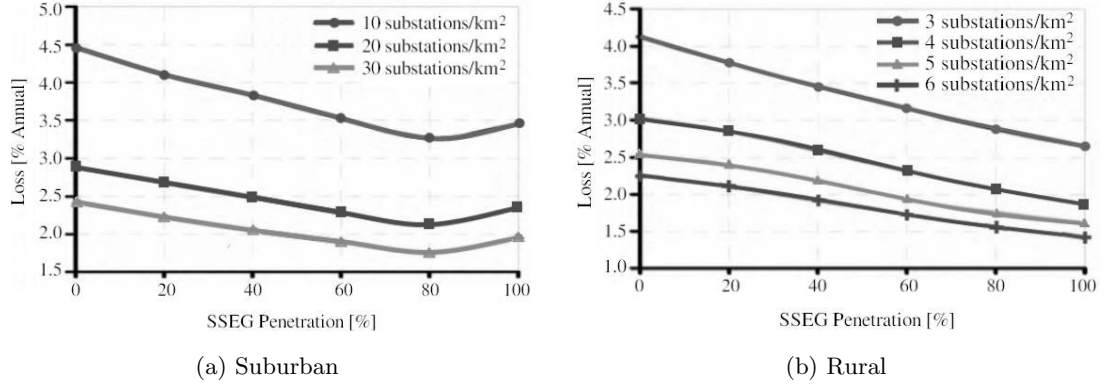 5.0
4.5
4.0
3.5
3.0
2.5
2.0
1.5
Loss [% Annual]
10 substations/km²
20 substations/km²
30 substations/km²
0 20 40 60 80 100
SSEG Penetration [%]
(a) Suburban
4.5
4.0
3.5
3.0
2.5
2.0
1.5
1.0
Loss [% Annual]
3 substations/km²
4 substations/km²
5 substations/km²
6 substations/km²
0 20 40 60 80 100
SSEG Penetration [%]
(b) Rural